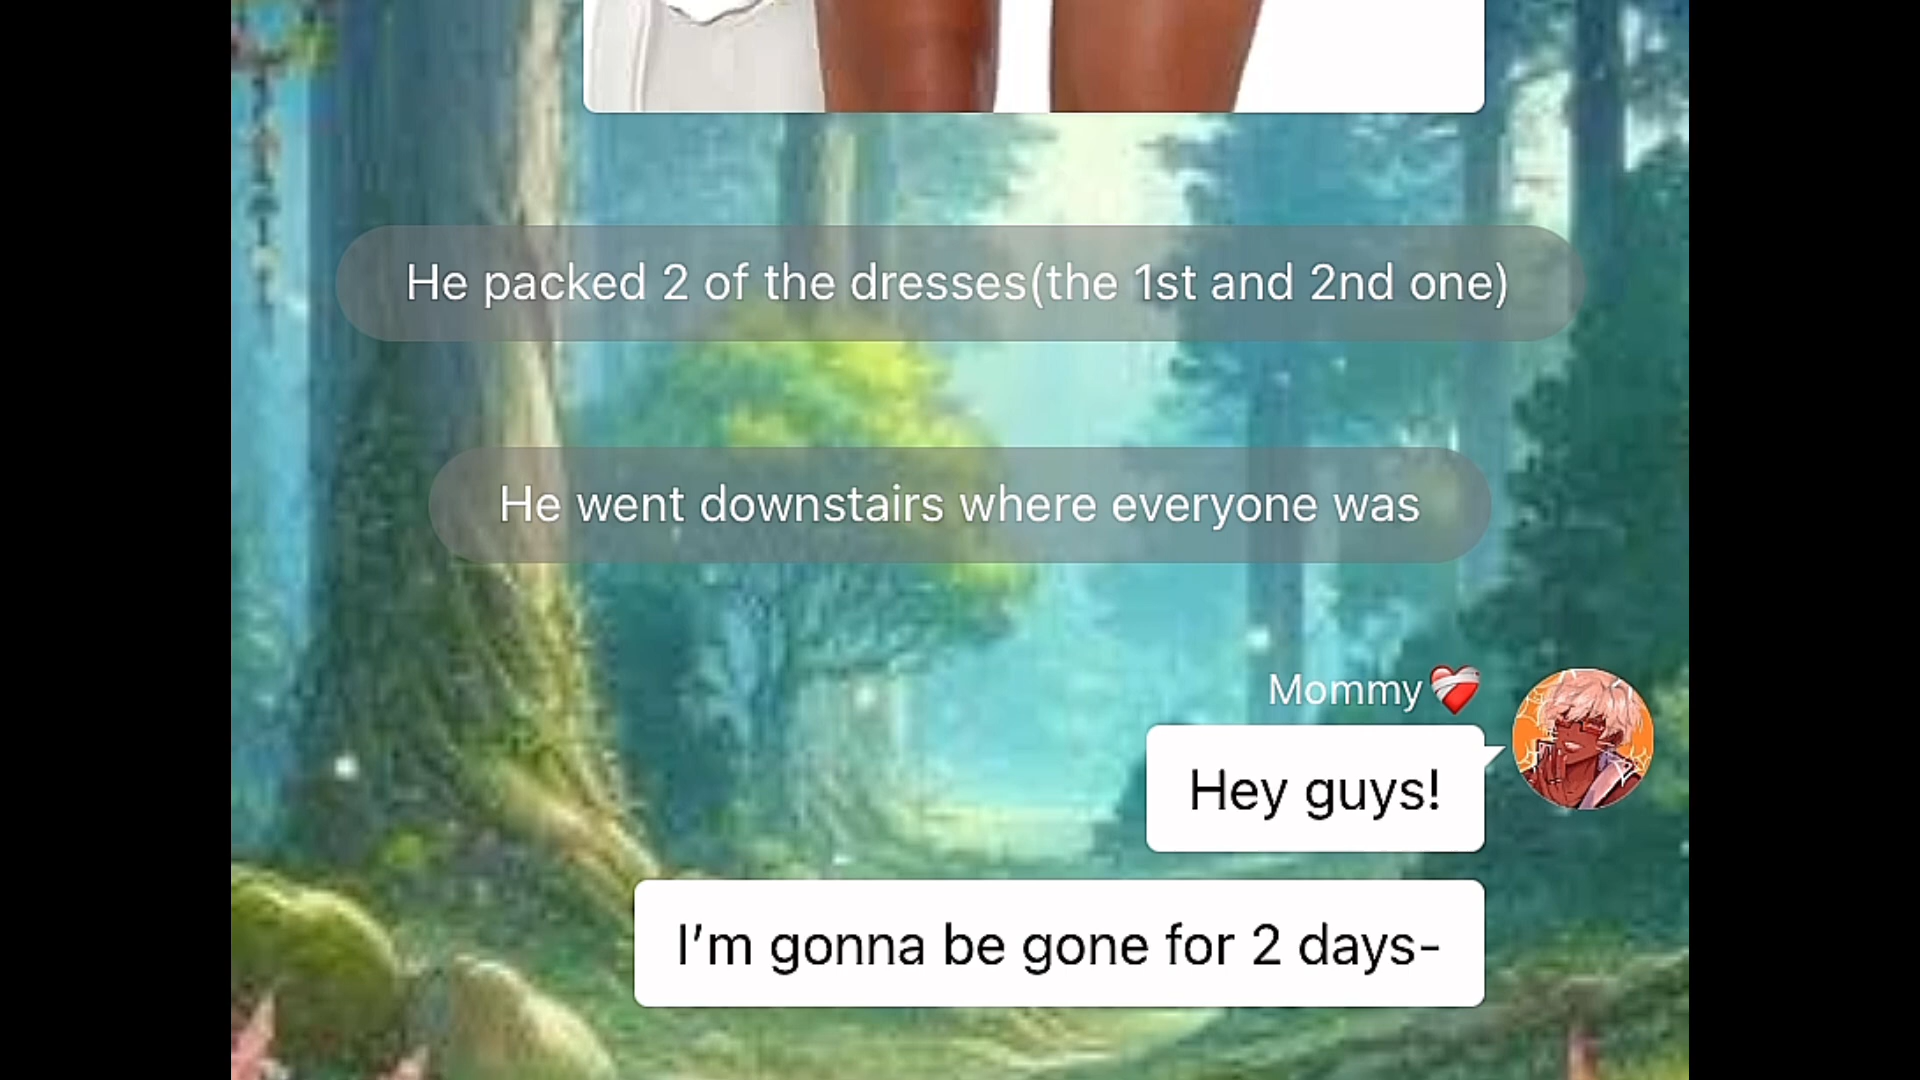 He packed 2 of the dresses(the 1st and 2nd one)
He went downstairs where everyone was
Mommy❤️‍🩹
Hey guys!
I’m gonna be gone for 2 days-